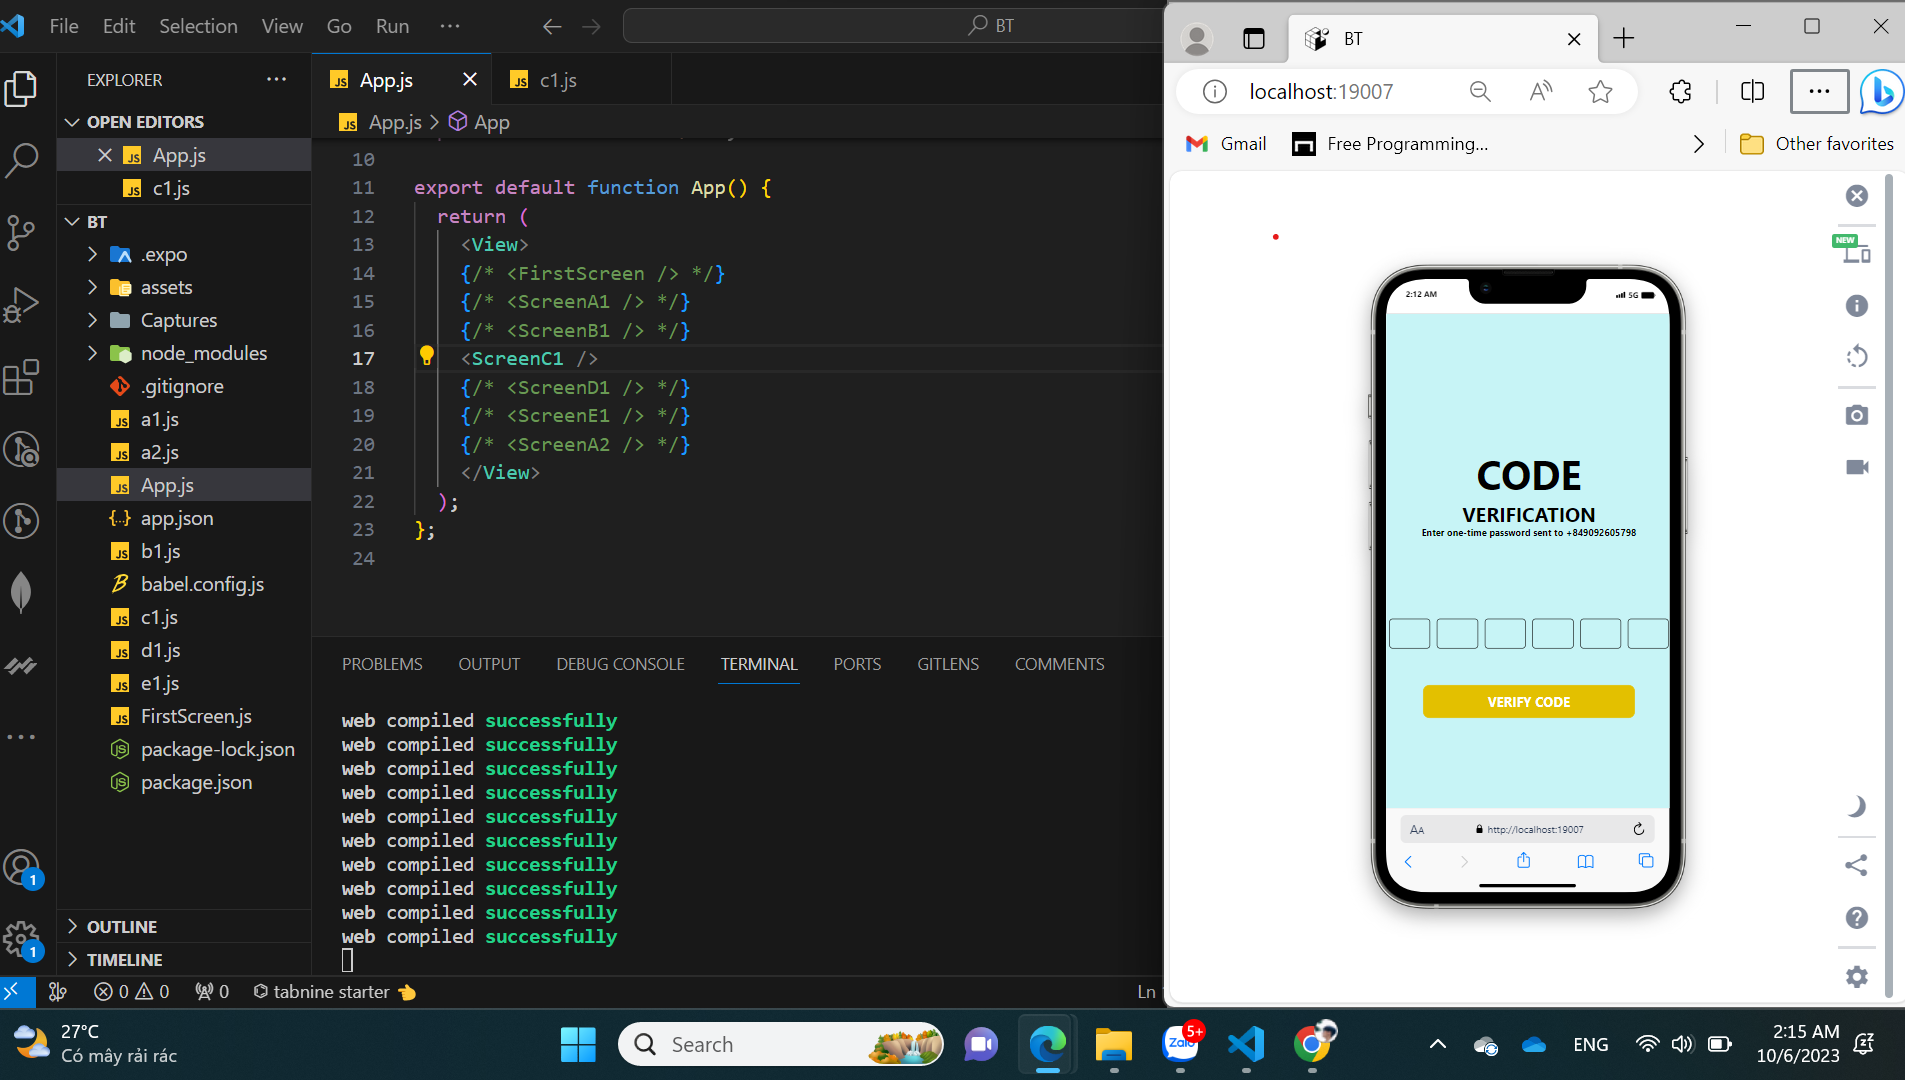 File Edit Selection View Go Run ···
BT
EXPLORER
OPEN EDITORS
App.js
c1.js
BT
.expo
assets
Captures
node_modules
.gitignore
a1.js
a2.js
App.js
app.json
b1.js
babel.config.js
c1.js
d1.js
e1.js
FirstScreen.js
package-lock.json
package.json
OUTLINE
TIMELINE
1
1
App.js
c1.js
App.js > App
10
11 export default function App() {
12 return (
13 <View>
14 {/* <FirstScreen /> */}
15 {/* <ScreenA1 /> */}
16 {/* <ScreenB1 /> */}
17 <ScreenC1 />
18 {/* <ScreenD1 /> */}
19 {/* <ScreenE1 /> */}
20 {/* <ScreenA2 /> */}
21 </View>
22 );
23 };
24
PROBLEMS OUTPUT DEBUG CONSOLE TERMINAL PORTS GITLENS COMMENTS
web compiled successfully
web compiled successfully
web compiled successfully
web compiled successfully
web compiled successfully
web compiled successfully
web compiled successfully
web compiled successfully
web compiled successfully
web compiled successfully
0 0 0 tabnine starter
Ln
BT
localhost:19007
Gmail
Free Programming...
Other favorites
NEW
2:12 AM
5G
CODE
VERIFICATION
Enter one-time password sent to +849092605798
VERIFY CODE
AA
http://localhost:19007
27°C
Có mây rải rác
Search
Zalo
5+
ENG
2:15 AM
10/6/2023